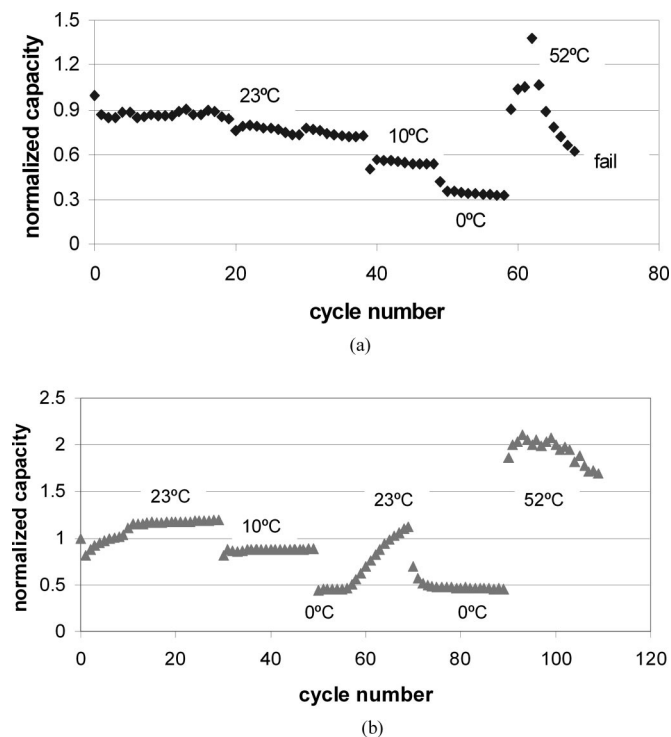 normalized capacity
1.5
1.2
0.9
0.6
0.3
0
0
20
40
60
80
23ºC
10ºC
0ºC
52ºC
fail
cycle number
(a)
normalized capacity
2.5
2
1.5
1
0.5
0
0
20
40
60
80
100
120
23ºC
10ºC
0ºC
23ºC
0ºC
52ºC
cycle number
(b)